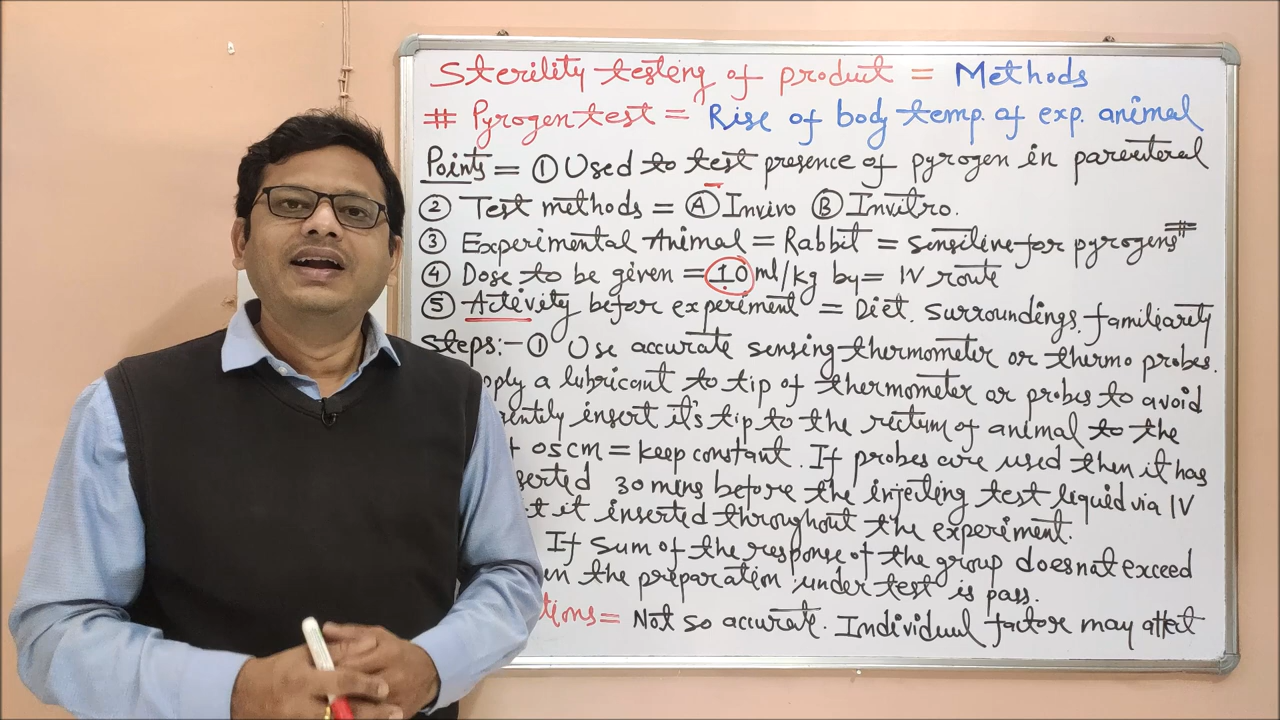 Sterility testing of product = Methods
# Pyrogen test = Rise of body temp. of exp. animal
Points = ① Used to test presence of pyrogen in parenteral
② Test methods = Ⓐ Invivo Ⓑ Invitro.
③ Experimental Animal = Rabbit = Sensitive for pyrogens #
④ Dose to be given = 10 ml/kg by = IV route
⑤ Activity before experiment = Diet. Surroundings. familiarity
Steps:- ① Use accurate sensing thermometer or thermo probes.
pply a lubricant to tip of thermometer or probes to avoid
ently insert it's tip to the rectum of animal to the
05 cm = keep constant. If probes are used then it has
serted 30 mins before the injecting test liquid via IV
t it inserted throughout the experiment.
If sum of the response of the group does not exceed
the preparation under test is pass.
tions = Not so accurate. Individual factor may affect